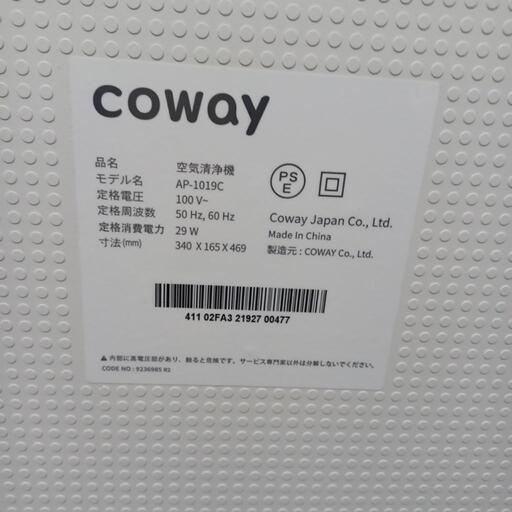 coway
品名 空気清浄機
モデル名 AP-1019C
定格電圧 100 V~
定格周波数 50 Hz, 60 Hz
定格消費電力 29 W
寸法(mm) 340 X 165 X 469
PS
E
Coway Japan Co., Ltd.
Made In China
製造元 : COWAY Co., Ltd.
411 02FA3 21927 00477
内部に高電圧部があり、触ると危険です。サービス専門家以外は分解しないでください。
CODE NO : 9236985 R2